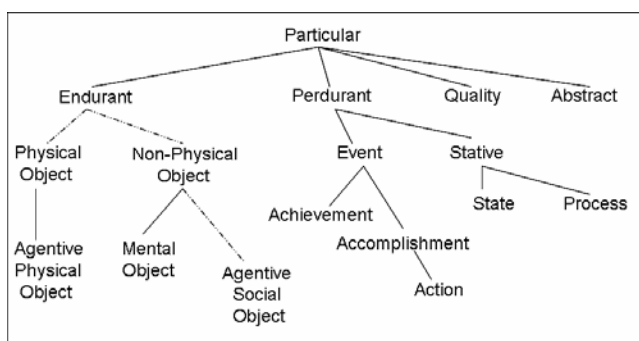 Particular
Endurant Perdurant Quality Abstract
Physical Object
Non-Physical Object
Event Stative
Achievement
State Process
Agentive Physical Object
Mental Object
Accomplishment
Agentive Social Object
Action